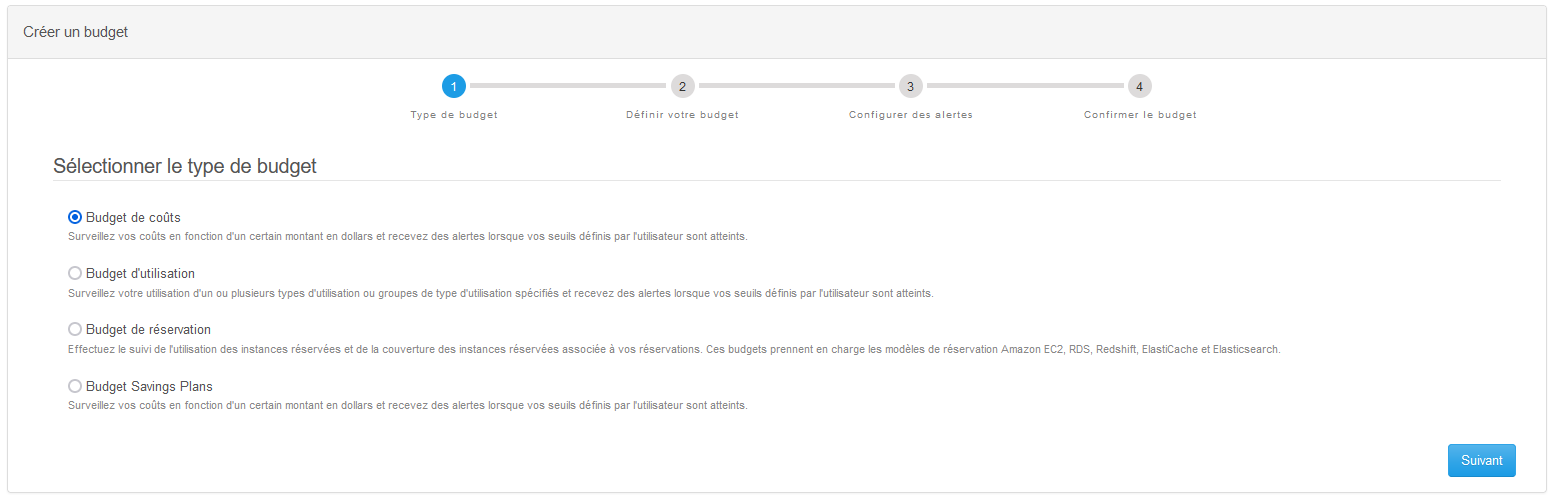 Créer un budget
1 2 3 4
Type de budget Définir votre budget Configurer des alertes Confirmer le budget
Sélectionner le type de budget
Budget de coûts
Surveillez vos coûts en fonction d'un certain montant en dollars et recevez des alertes lorsque vos seuils définis par l'utilisateur sont atteints.
Budget d'utilisation
Surveillez votre utilisation d'un ou plusieurs types d'utilisation ou groupes de type d'utilisation spécifiés et recevez des alertes lorsque vos seuils définis par l'utilisateur sont atteints.
Budget de réservation
Effectuez le suivi de l'utilisation des instances réservées et de la couverture des instances réservées associée à vos réservations. Ces budgets prennent en charge les modèles de réservation Amazon EC2, RDS, Redshift, ElastiCache et Elasticsearch.
Budget Savings Plans
Surveillez vos coûts en fonction d'un certain montant en dollars et recevez des alertes lorsque vos seuils définis par l'utilisateur sont atteints.
Suivant